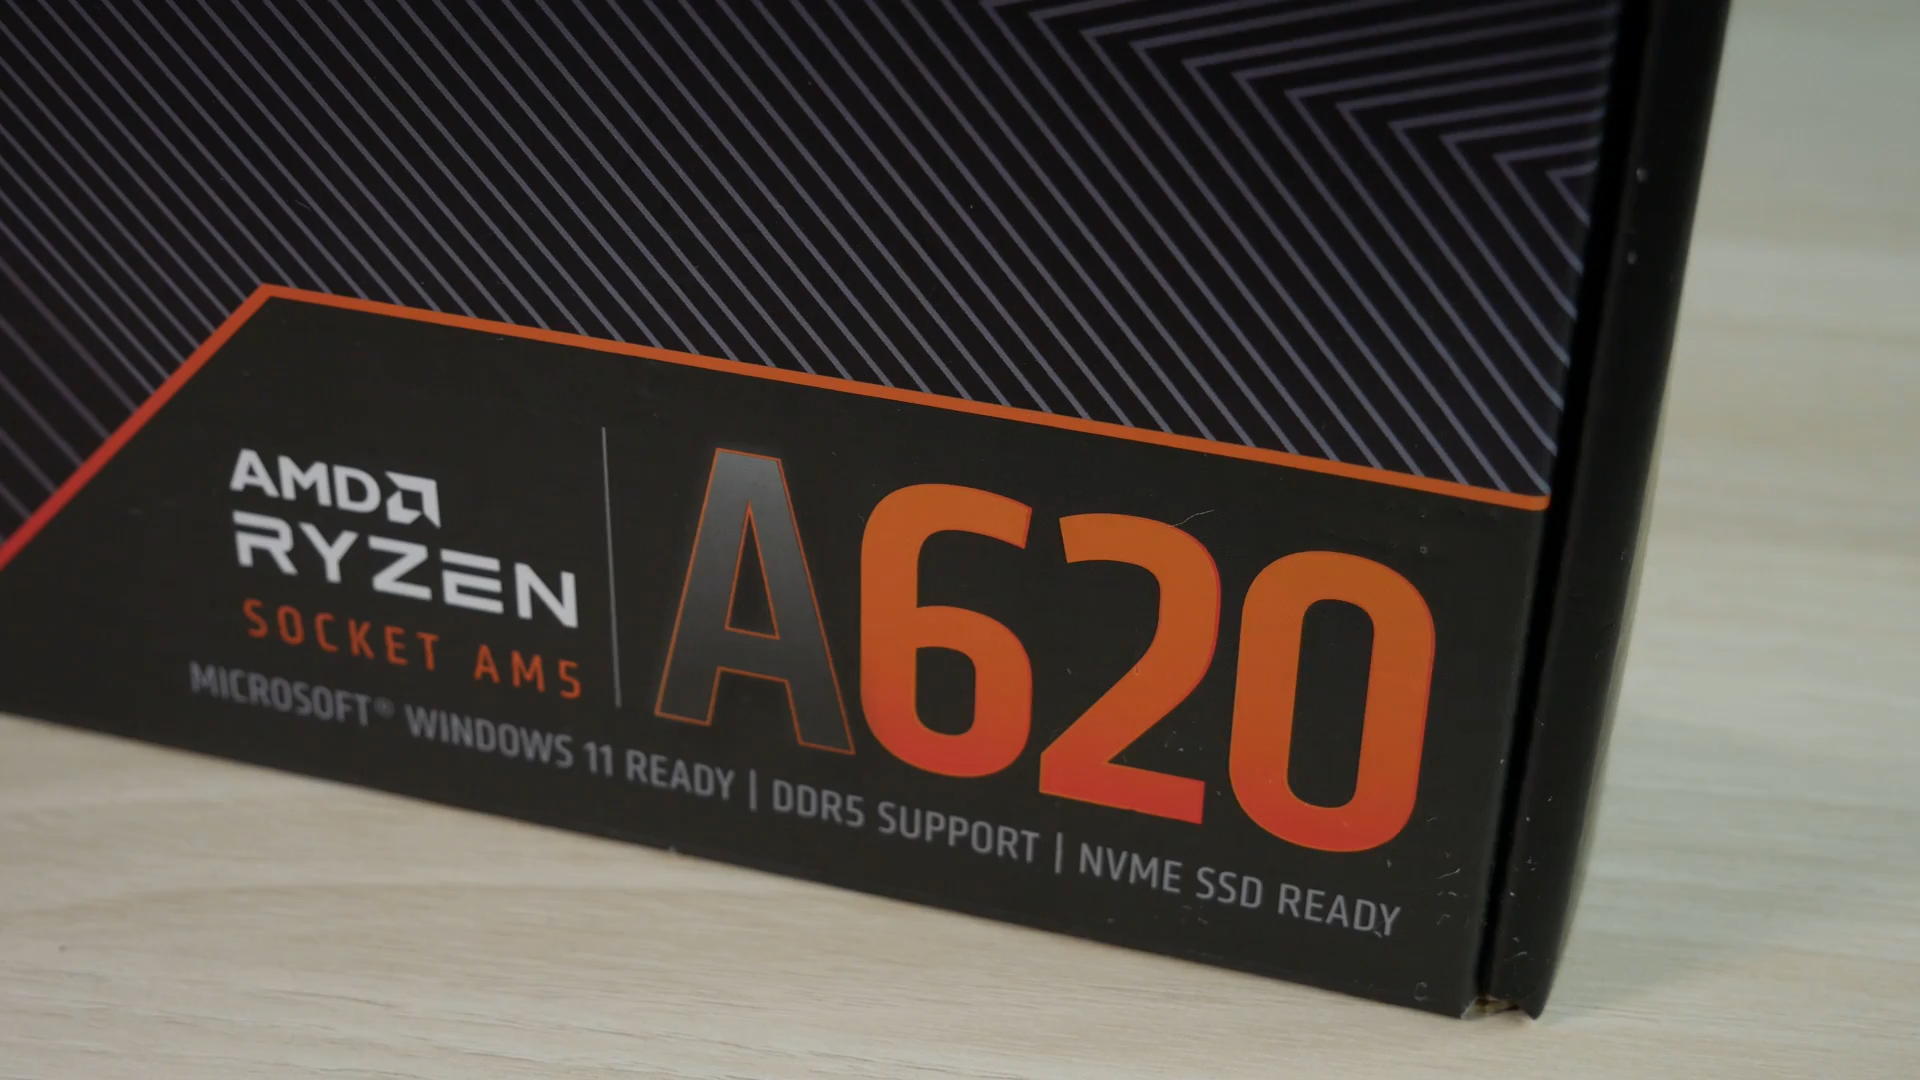 AMD
RYZEN
SOCKET AM5
A620
MICROSOFT® WINDOWS 11 READY | DDR5 SUPPORT | NVME SSD READY